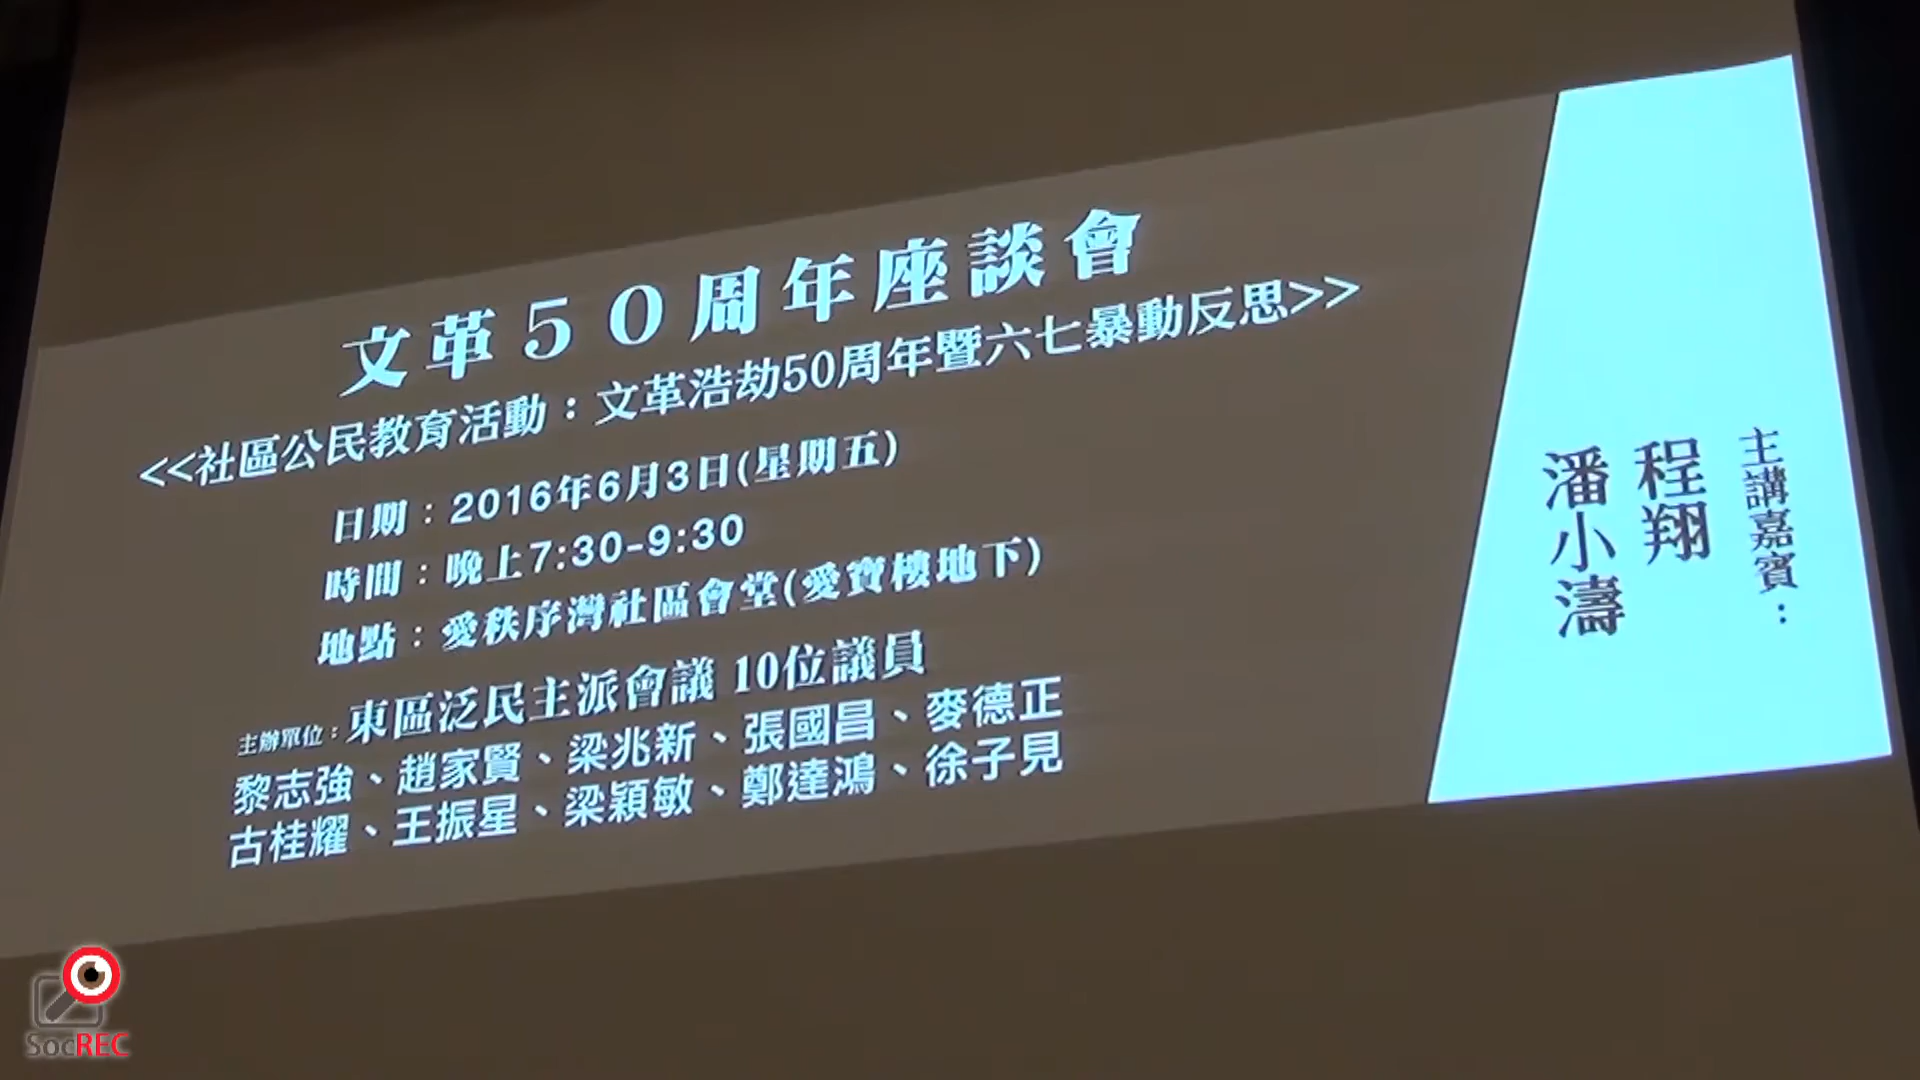 文革50周年座談會
<<社區公民教育活動：文革浩劫50周年暨六七暴動反思>>
日期：2016年6月3日(星期五)
時間：晚上7:30-9:30
地點：愛秩序灣社區會堂(愛寶樓地下)
主辦單位：東區泛民主派會議 10位議員
黎志強、趙家賢、梁兆新、張國昌、麥德正
古桂耀、王振星、梁穎敏、鄭達鴻、徐子見
主講嘉賓：
程翔
潘小濤
SocREC